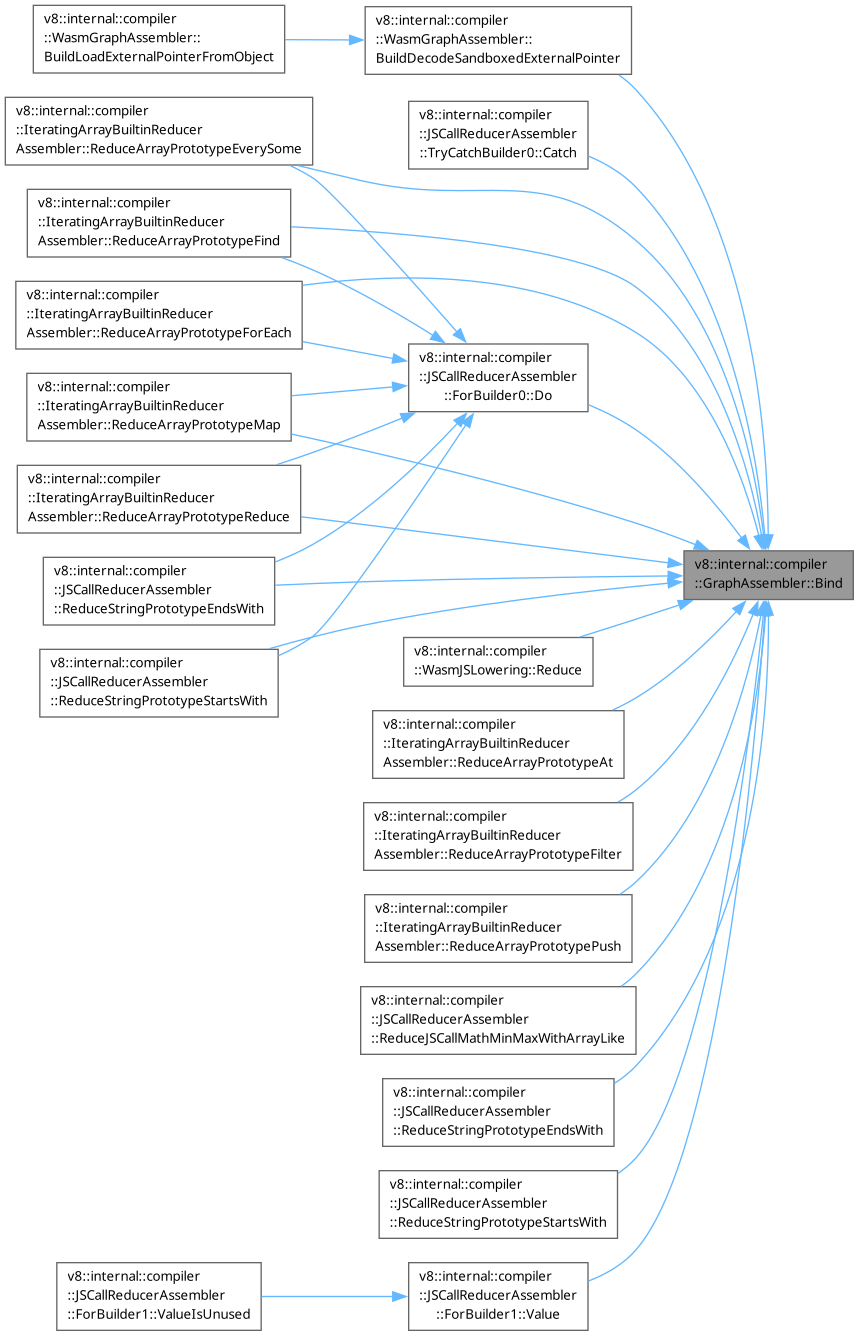 v8::internal::compiler
::WasmGraphAssembler::
BuildLoadExternalPointerFromObject
v8::internal::compiler
::WasmGraphAssembler::
BuildDecodeSandboxedExternalPointer
v8::internal::compiler
::IteratingArrayBuiltinReducer
Assembler::ReduceArrayPrototypeEverySome
v8::internal::compiler
::JSCallReducerAssembler
::TryCatchBuilder0::Catch
v8::internal::compiler
::IteratingArrayBuiltinReducer
Assembler::ReduceArrayPrototypeFind
v8::internal::compiler
::IteratingArrayBuiltinReducer
Assembler::ReduceArrayPrototypeForEach
v8::internal::compiler
::JSCallReducerAssembler
::ForBuilder0::Do
v8::internal::compiler
::IteratingArrayBuiltinReducer
Assembler::ReduceArrayPrototypeMap
v8::internal::compiler
::IteratingArrayBuiltinReducer
Assembler::ReduceArrayPrototypeReduce
v8::internal::compiler
::GraphAssembler::Bind
v8::internal::compiler
::JSCallReducerAssembler
::ReduceStringPrototypeEndsWith
v8::internal::compiler
::JSCallReducerAssembler
::ReduceStringPrototypeStartsWith
v8::internal::compiler
::WasmJSLowering::Reduce
v8::internal::compiler
::IteratingArrayBuiltinReducer
Assembler::ReduceArrayPrototypeAt
v8::internal::compiler
::IteratingArrayBuiltinReducer
Assembler::ReduceArrayPrototypeFilter
v8::internal::compiler
::IteratingArrayBuiltinReducer
Assembler::ReduceArrayPrototypePush
v8::internal::compiler
::JSCallReducerAssembler
::ReduceJSCallMathMinMaxWithArrayLike
v8::internal::compiler
::JSCallReducerAssembler
::ReduceStringPrototypeEndsWith
v8::internal::compiler
::JSCallReducerAssembler
::ReduceStringPrototypeStartsWith
v8::internal::compiler
::JSCallReducerAssembler
::ForBuilder1::ValueIsUnused
v8::internal::compiler
::JSCallReducerAssembler
::ForBuilder1::Value